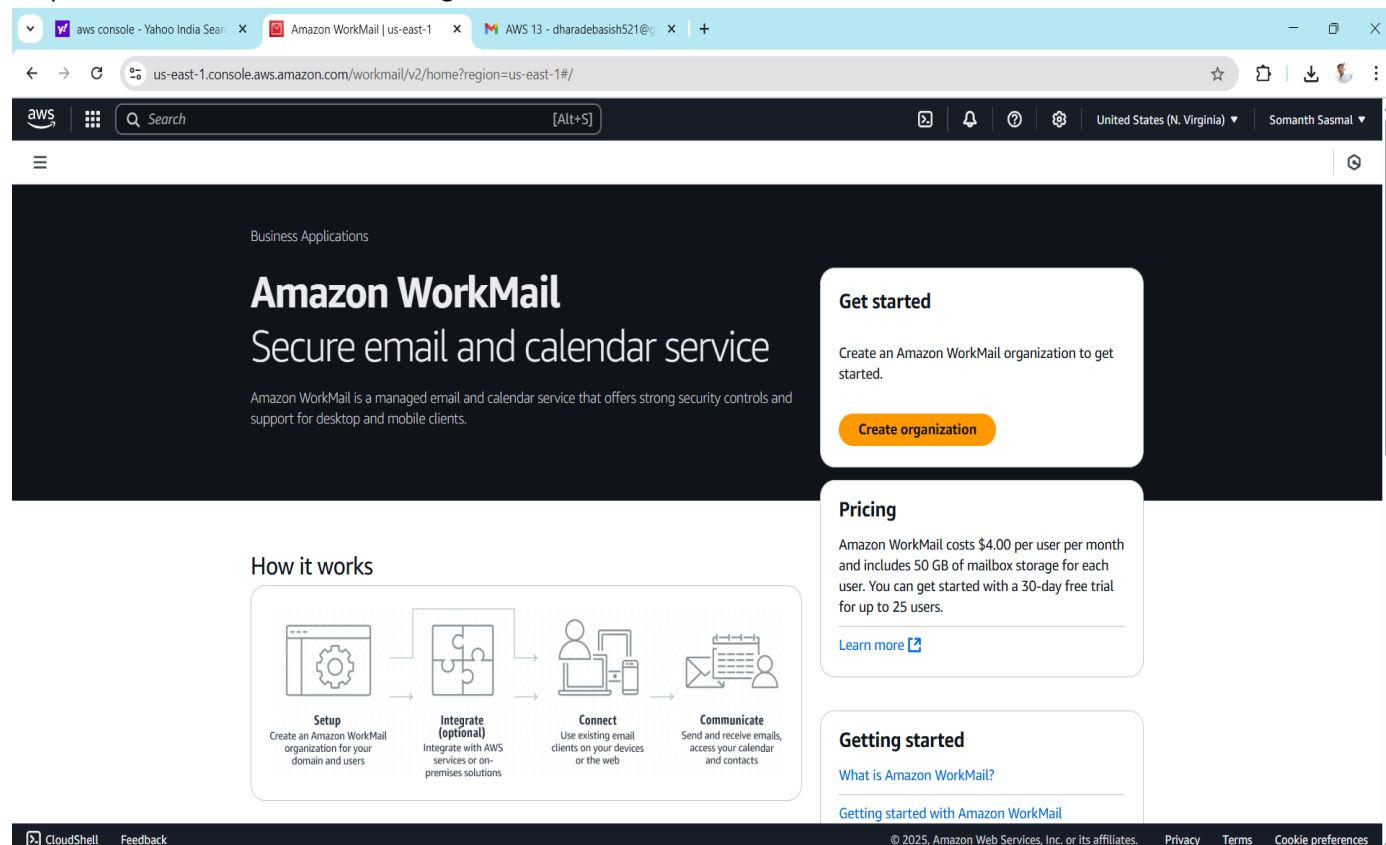 aws console - Yahoo India Searc
Amazon WorkMail | us-east-1
AWS 13 - dharadebasish521@g
us-east-1.console.aws.amazon.com/workmail/v2/home?region=us-east-1#/
aws
Search
[Alt+S]
United States (N. Virginia)
Somanth Sasmal
Business Applications
Amazon WorkMail
Secure email and calendar service
Amazon WorkMail is a managed email and calendar service that offers strong security controls and
support for desktop and mobile clients.
Get started
Create an Amazon WorkMail organization to get
started.
Create organization
Pricing
Amazon WorkMail costs $4.00 per user per month
and includes 50 GB of mailbox storage for each
user. You can get started with a 30-day free trial
for up to 25 users.
Learn more
How it works
Setup
Create an Amazon WorkMail
organization for your
domain and users
Integrate
(optional)
Integrate with AWS
services or on-
premises solutions
Connect
Use existing email
clients on your devices
or the web
Communicate
Send and receive emails,
access your calendar
and contacts
Getting started
What is Amazon WorkMail?
Getting started with Amazon WorkMail
CloudShell
Feedback
© 2025, Amazon Web Services, Inc. or its affiliates.
Privacy
Terms
Cookie preferences